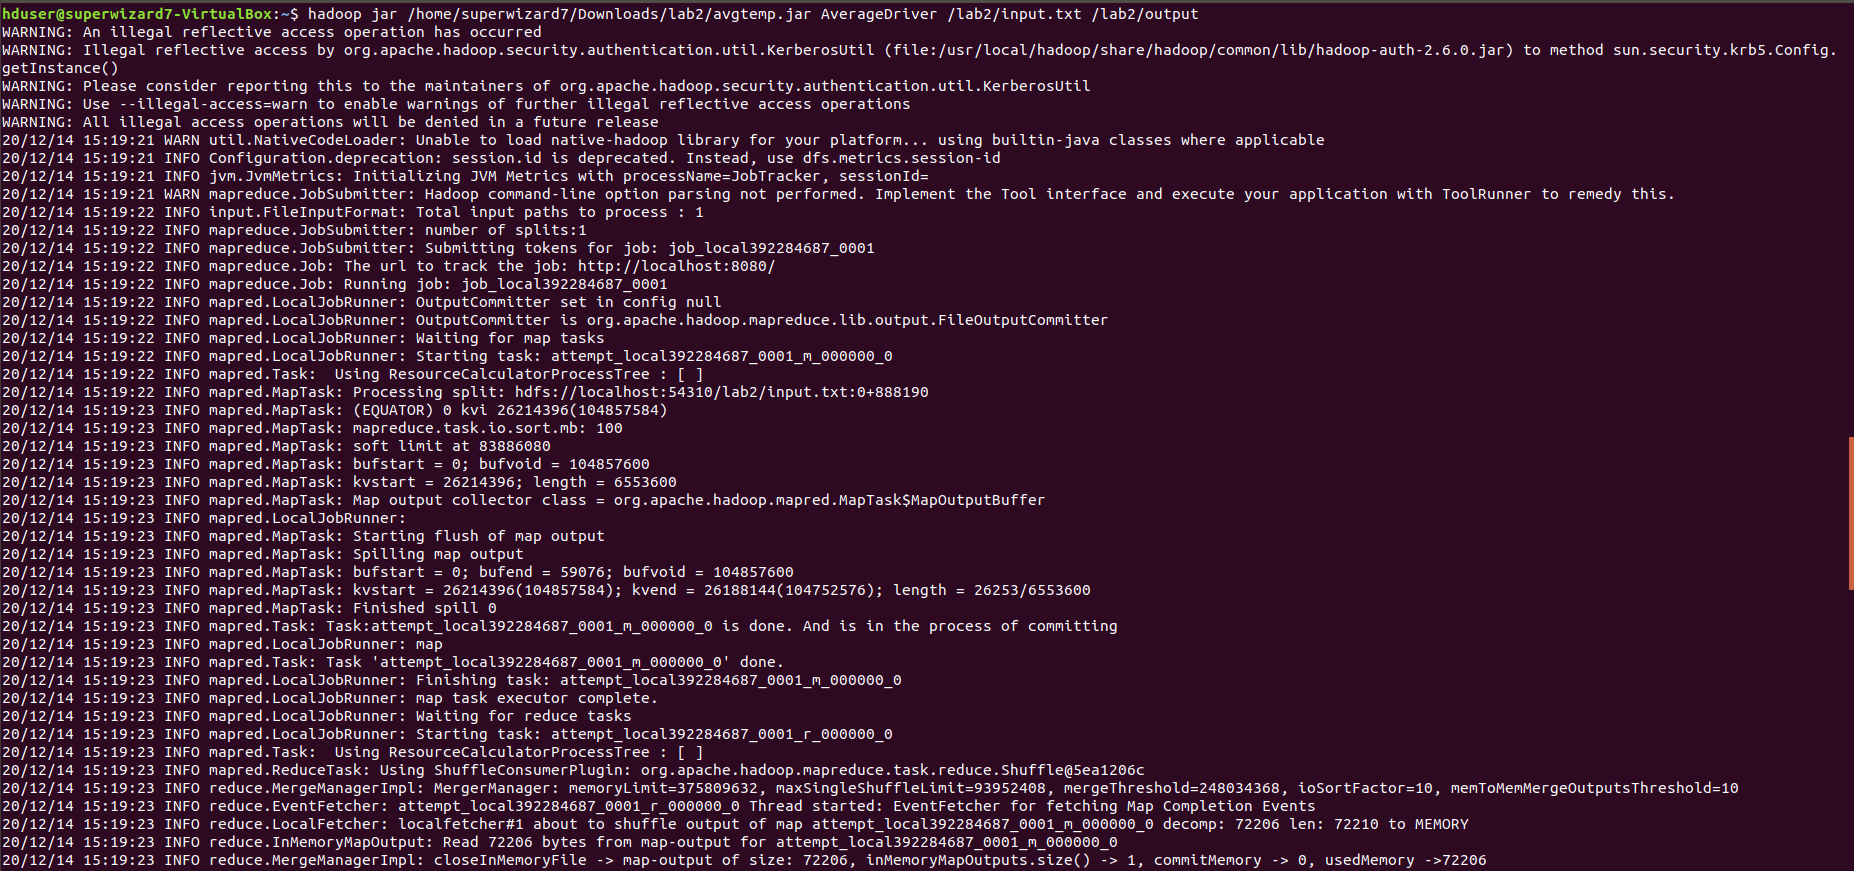 hduser@superwizard7-VirtualBox:~$ hadoop jar /home/superwizard7/Downloads/lab2/avgtemp.jar AverageDriver /lab2/input.txt /lab2/output
WARNING: An illegal reflective access operation has occurred
WARNING: Illegal reflective access by org.apache.hadoop.security.authentication.util.KerberosUtil (file:/usr/local/hadoop/share/hadoop/common/lib/hadoop-auth-2.6.0.jar) to method sun.security.krb5.Config.
getInstance()
WARNING: Please consider reporting this to the maintainers of org.apache.hadoop.security.authentication.util.KerberosUtil
WARNING: Use --illegal-access=warn to enable warnings of further illegal reflective access operations
WARNING: All illegal access operations will be denied in a future release
20/12/14 15:19:21 WARN util.NativeCodeLoader: Unable to load native-hadoop library for your platform... using builtin-java classes where applicable
20/12/14 15:19:21 INFO Configuration.deprecation: session.id is deprecated. Instead, use dfs.metrics.session-id
20/12/14 15:19:21 INFO jvm.JvmMetrics: Initializing JVM Metrics with processName=JobTracker, sessionId=
20/12/14 15:19:21 WARN mapreduce.JobSubmitter: Hadoop command-line option parsing not performed. Implement the Tool interface and execute your application with ToolRunner to remedy this.
20/12/14 15:19:22 INFO input.FileInputFormat: Total input paths to process : 1
20/12/14 15:19:22 INFO mapreduce.JobSubmitter: number of splits:1
20/12/14 15:19:22 INFO mapreduce.JobSubmitter: Submitting tokens for job: job_local392284687_0001
20/12/14 15:19:22 INFO mapreduce.Job: The url to track the job: http://localhost:8080/
20/12/14 15:19:22 INFO mapreduce.Job: Running job: job_local392284687_0001
20/12/14 15:19:22 INFO mapred.LocalJobRunner: OutputCommitter set in config null
20/12/14 15:19:22 INFO mapred.LocalJobRunner: OutputCommitter is org.apache.hadoop.mapreduce.lib.output.FileOutputCommitter
20/12/14 15:19:22 INFO mapred.LocalJobRunner: Waiting for map tasks
20/12/14 15:19:22 INFO mapred.LocalJobRunner: Starting task: attempt_local392284687_0001_m_000000_0
20/12/14 15:19:22 INFO mapred.Task:  Using ResourceCalculatorProcessTree : [ ]
20/12/14 15:19:22 INFO mapred.MapTask: Processing split: hdfs://localhost:54310/lab2/input.txt:0+888190
20/12/14 15:19:23 INFO mapred.MapTask: (EQUATOR) 0 kvi 26214396(104857584)
20/12/14 15:19:23 INFO mapred.MapTask: mapreduce.task.io.sort.mb: 100
20/12/14 15:19:23 INFO mapred.MapTask: soft limit at 83886080
20/12/14 15:19:23 INFO mapred.MapTask: bufstart = 0; bufvoid = 104857600
20/12/14 15:19:23 INFO mapred.MapTask: kvstart = 26214396; length = 6553600
20/12/14 15:19:23 INFO mapred.MapTask: Map output collector class = org.apache.hadoop.mapred.MapTask$MapOutputBuffer
20/12/14 15:19:23 INFO mapred.LocalJobRunner:
20/12/14 15:19:23 INFO mapred.MapTask: Starting flush of map output
20/12/14 15:19:23 INFO mapred.MapTask: Spilling map output
20/12/14 15:19:23 INFO mapred.MapTask: bufstart = 0; bufend = 59076; bufvoid = 104857600
20/12/14 15:19:23 INFO mapred.MapTask: kvstart = 26214396(104857584); kvend = 26188144(104752576); length = 26253/6553600
20/12/14 15:19:23 INFO mapred.MapTask: Finished spill 0
20/12/14 15:19:23 INFO mapred.Task: Task:attempt_local392284687_0001_m_000000_0 is done. And is in the process of committing
20/12/14 15:19:23 INFO mapred.LocalJobRunner: map
20/12/14 15:19:23 INFO mapred.Task: Task 'attempt_local392284687_0001_m_000000_0' done.
20/12/14 15:19:23 INFO mapred.LocalJobRunner: Finishing task: attempt_local392284687_0001_m_000000_0
20/12/14 15:19:23 INFO mapred.LocalJobRunner: map task executor complete.
20/12/14 15:19:23 INFO mapred.LocalJobRunner: Waiting for reduce tasks
20/12/14 15:19:23 INFO mapred.LocalJobRunner: Starting task: attempt_local392284687_0001_r_000000_0
20/12/14 15:19:23 INFO mapred.Task:  Using ResourceCalculatorProcessTree : [ ]
20/12/14 15:19:23 INFO mapred.ReduceTask: Using ShuffleConsumerPlugin: org.apache.hadoop.mapreduce.task.reduce.Shuffle@5ea1206c
20/12/14 15:19:23 INFO reduce.MergeManagerImpl: MergerManager: memoryLimit=375809632, maxSingleShuffleLimit=93952408, mergeThreshold=248034368, ioSortFactor=10, memToMemMergeOutputsThreshold=10
20/12/14 15:19:23 INFO reduce.EventFetcher: attempt_local392284687_0001_r_000000_0 Thread started: EventFetcher for fetching Map Completion Events
20/12/14 15:19:23 INFO reduce.LocalFetcher: localfetcher#1 about to shuffle output of map attempt_local392284687_0001_m_000000_0 decomp: 72206 len: 72210 to MEMORY
20/12/14 15:19:23 INFO reduce.InMemoryMapOutput: Read 72206 bytes from map-output for attempt_local392284687_0001_m_000000_0
20/12/14 15:19:23 INFO reduce.MergeManagerImpl: closeInMemoryFile -> map-output of size: 72206, inMemoryMapOutputs.size() -> 1, commitMemory -> 0, usedMemory ->72206